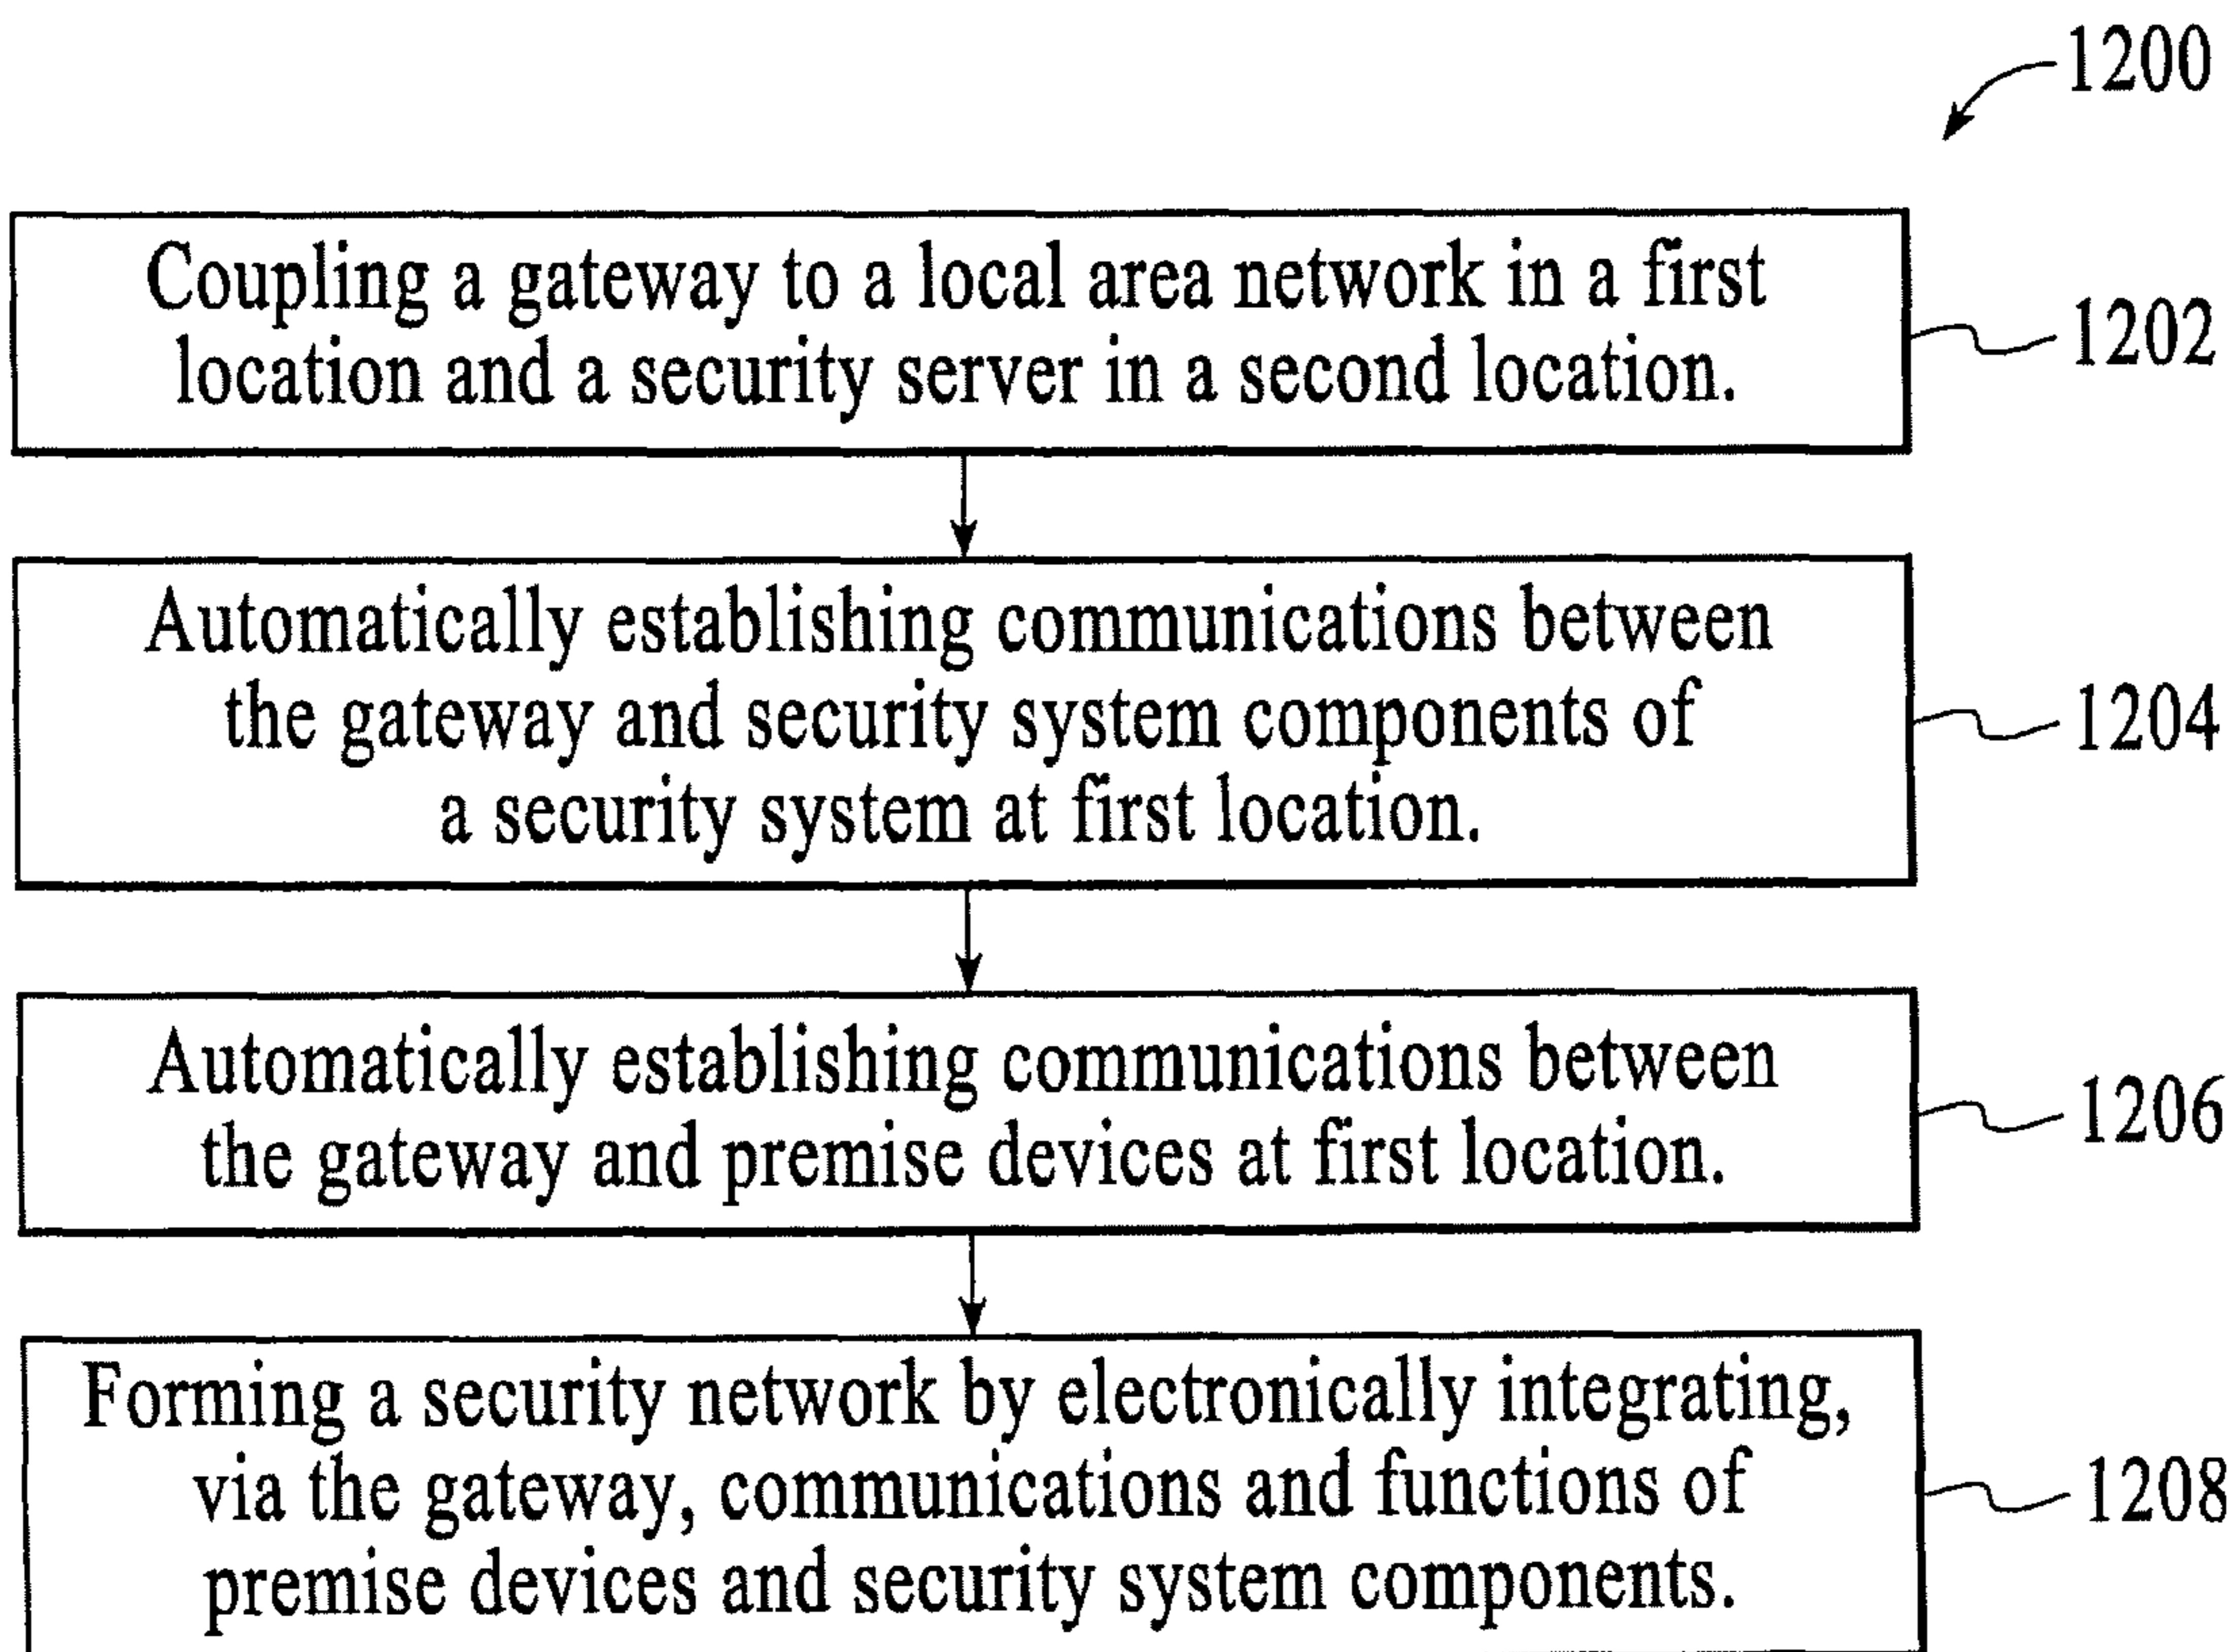 1200
Coupling a gateway to a local area network in a first
location and a security server in a second location.
1202
Automatically establishing communications between
the gateway and security system components of
a security system at first location.
1204
Automatically establishing communications between
the gateway and premise devices at first location.
1206
Forming a security network by electronically integrating,
via the gateway, communications and functions of
premise devices and security system components.
1208